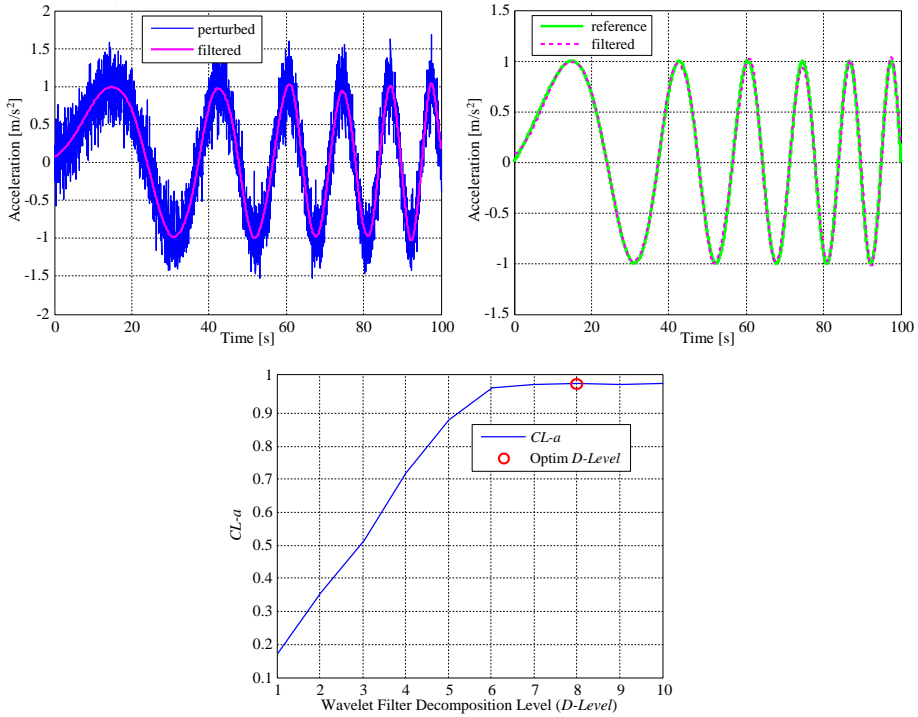 2
1.5
1
0.5
0
-0.5
-1
-1.5
-2
Acceleration [m/s²]
perturbed
filtered
0 20 40 60 80 100
Time [s]
1.5
1
0.5
0
-0.5
-1
-1.5
Acceleration [m/s²]
reference
filtered
0 20 40 60 80 100
Time [s]
1
0.9
0.8
0.7
0.6
0.5
0.4
0.3
0.2
0.1
CL-a
CL-a
Optim D-Level
1 2 3 4 5 6 7 8 9 10
Wavelet Filter Decomposition Level (D-Level)